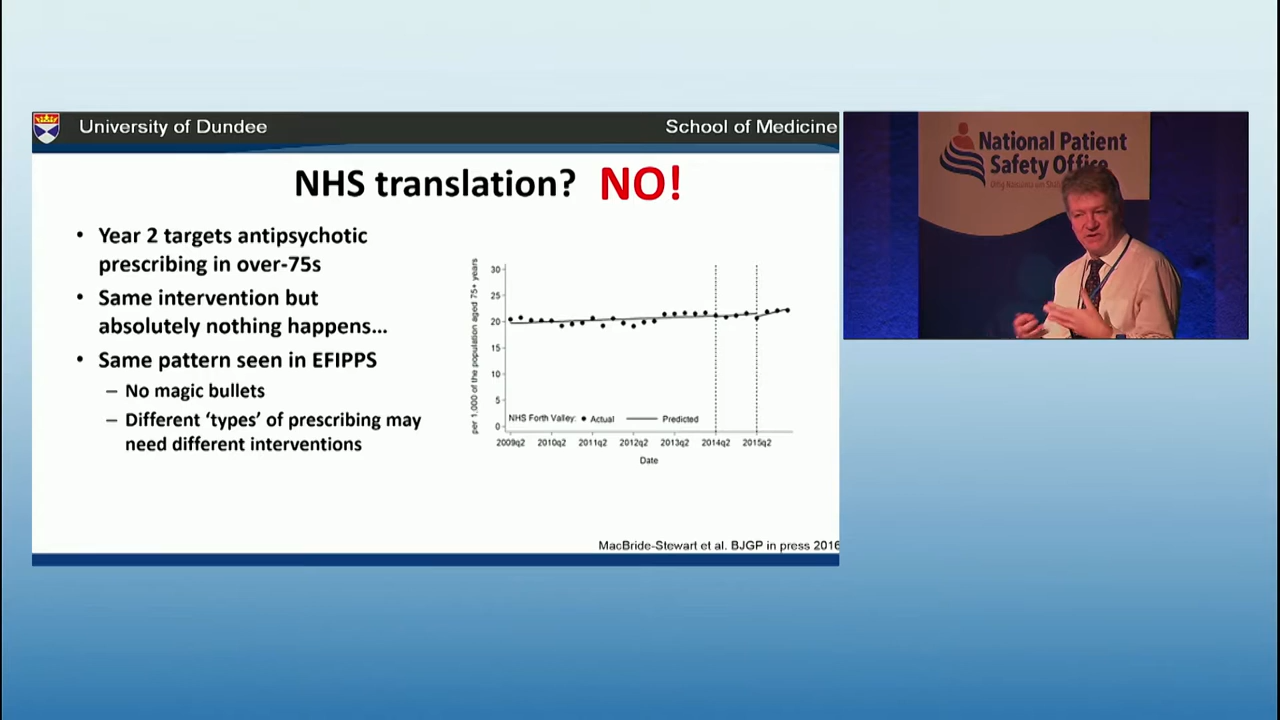 University of Dundee
School of Medicine
NHS translation? NO!
• Year 2 targets antipsychotic
prescribing in over-75s
• Same intervention but
absolutely nothing happens…
• Same pattern seen in EFIPPS
– No magic bullets
– Different ‘types’ of prescribing may
need different interventions
per 1,000 of the population aged 75+ years
30
25
20
15
10
5
0
NHS Forth Valley: • Actual — Predicted
2009q2 2010q2 2011q2 2012q2 2013q2 2014q2 2015q2
Date
MacBride-Stewart et al. BJGP in press 2016
National Patient
Safety Office